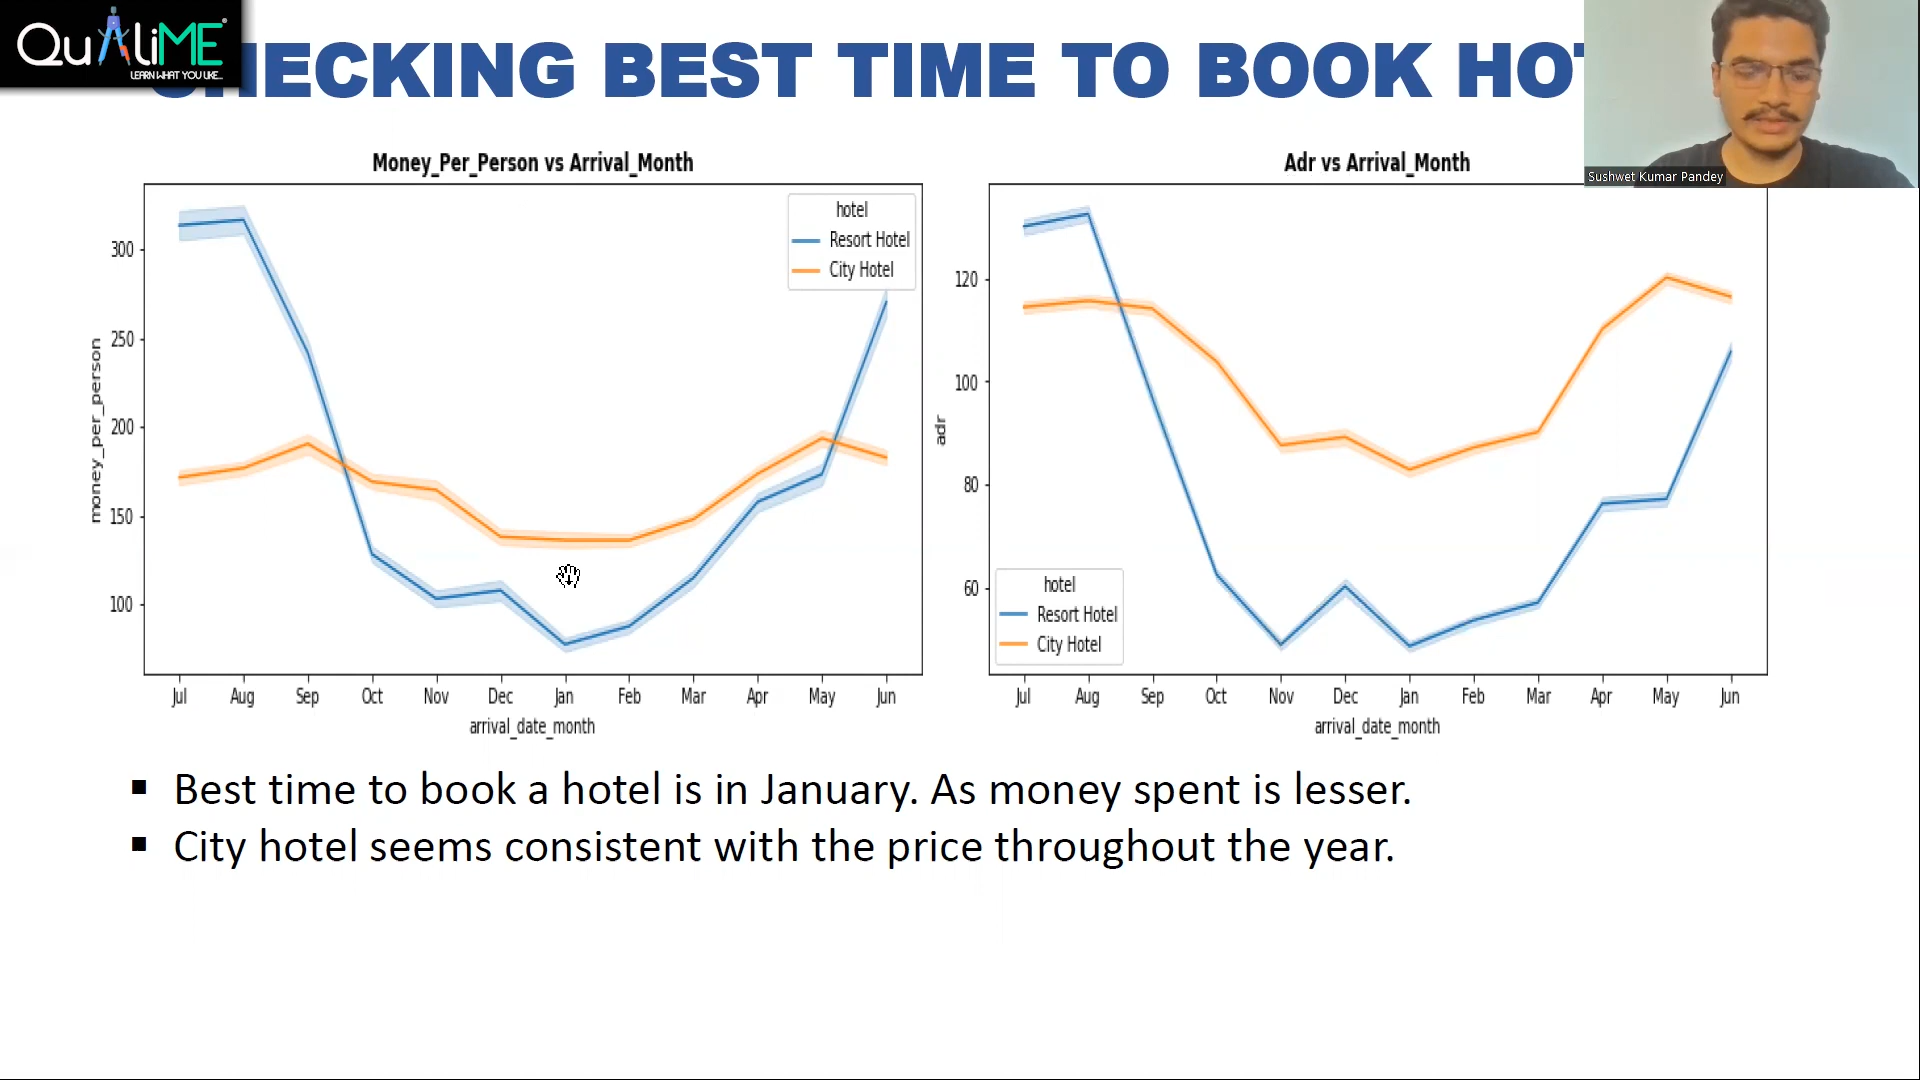 QuAliME
LEARN WHAT YOU LIKE...
CHECKING BEST TIME TO BOOK
Sushwet Kumar Pandey
Money_Per_Person vs Arrival_Month
hotel
Resort Hotel
City Hotel
money_per_person
300
250
200
150
100
Jul Aug Sep Oct Nov Dec Jan Feb Mar Apr May Jun
arrival_date_month
Adr vs Arrival_Month
adr
120
100
80
60
hotel
Resort Hotel
City Hotel
Jul Aug Sep Oct Nov Dec Jan Feb Mar Apr May Jun
arrival_date_month
▪ Best time to book a hotel is in January. As money spent is lesser.
▪ City hotel seems consistent with the price throughout the year.